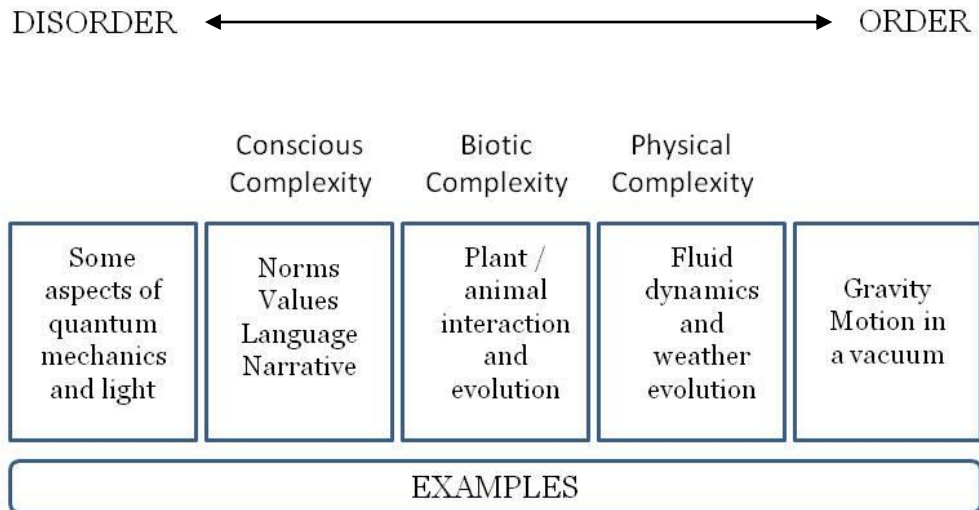 DISORDER
ORDER
Conscious
Complexity
Biotic
Complexity
Physical
Complexity
Some
aspects of
quantum
mechanics
and light
Norms
Values
Language
Narrative
Plant /
animal
interaction
and
evolution
Fluid
dynamics
and
weather
evolution
Gravity
Motion in
a vacuum
EXAMPLES